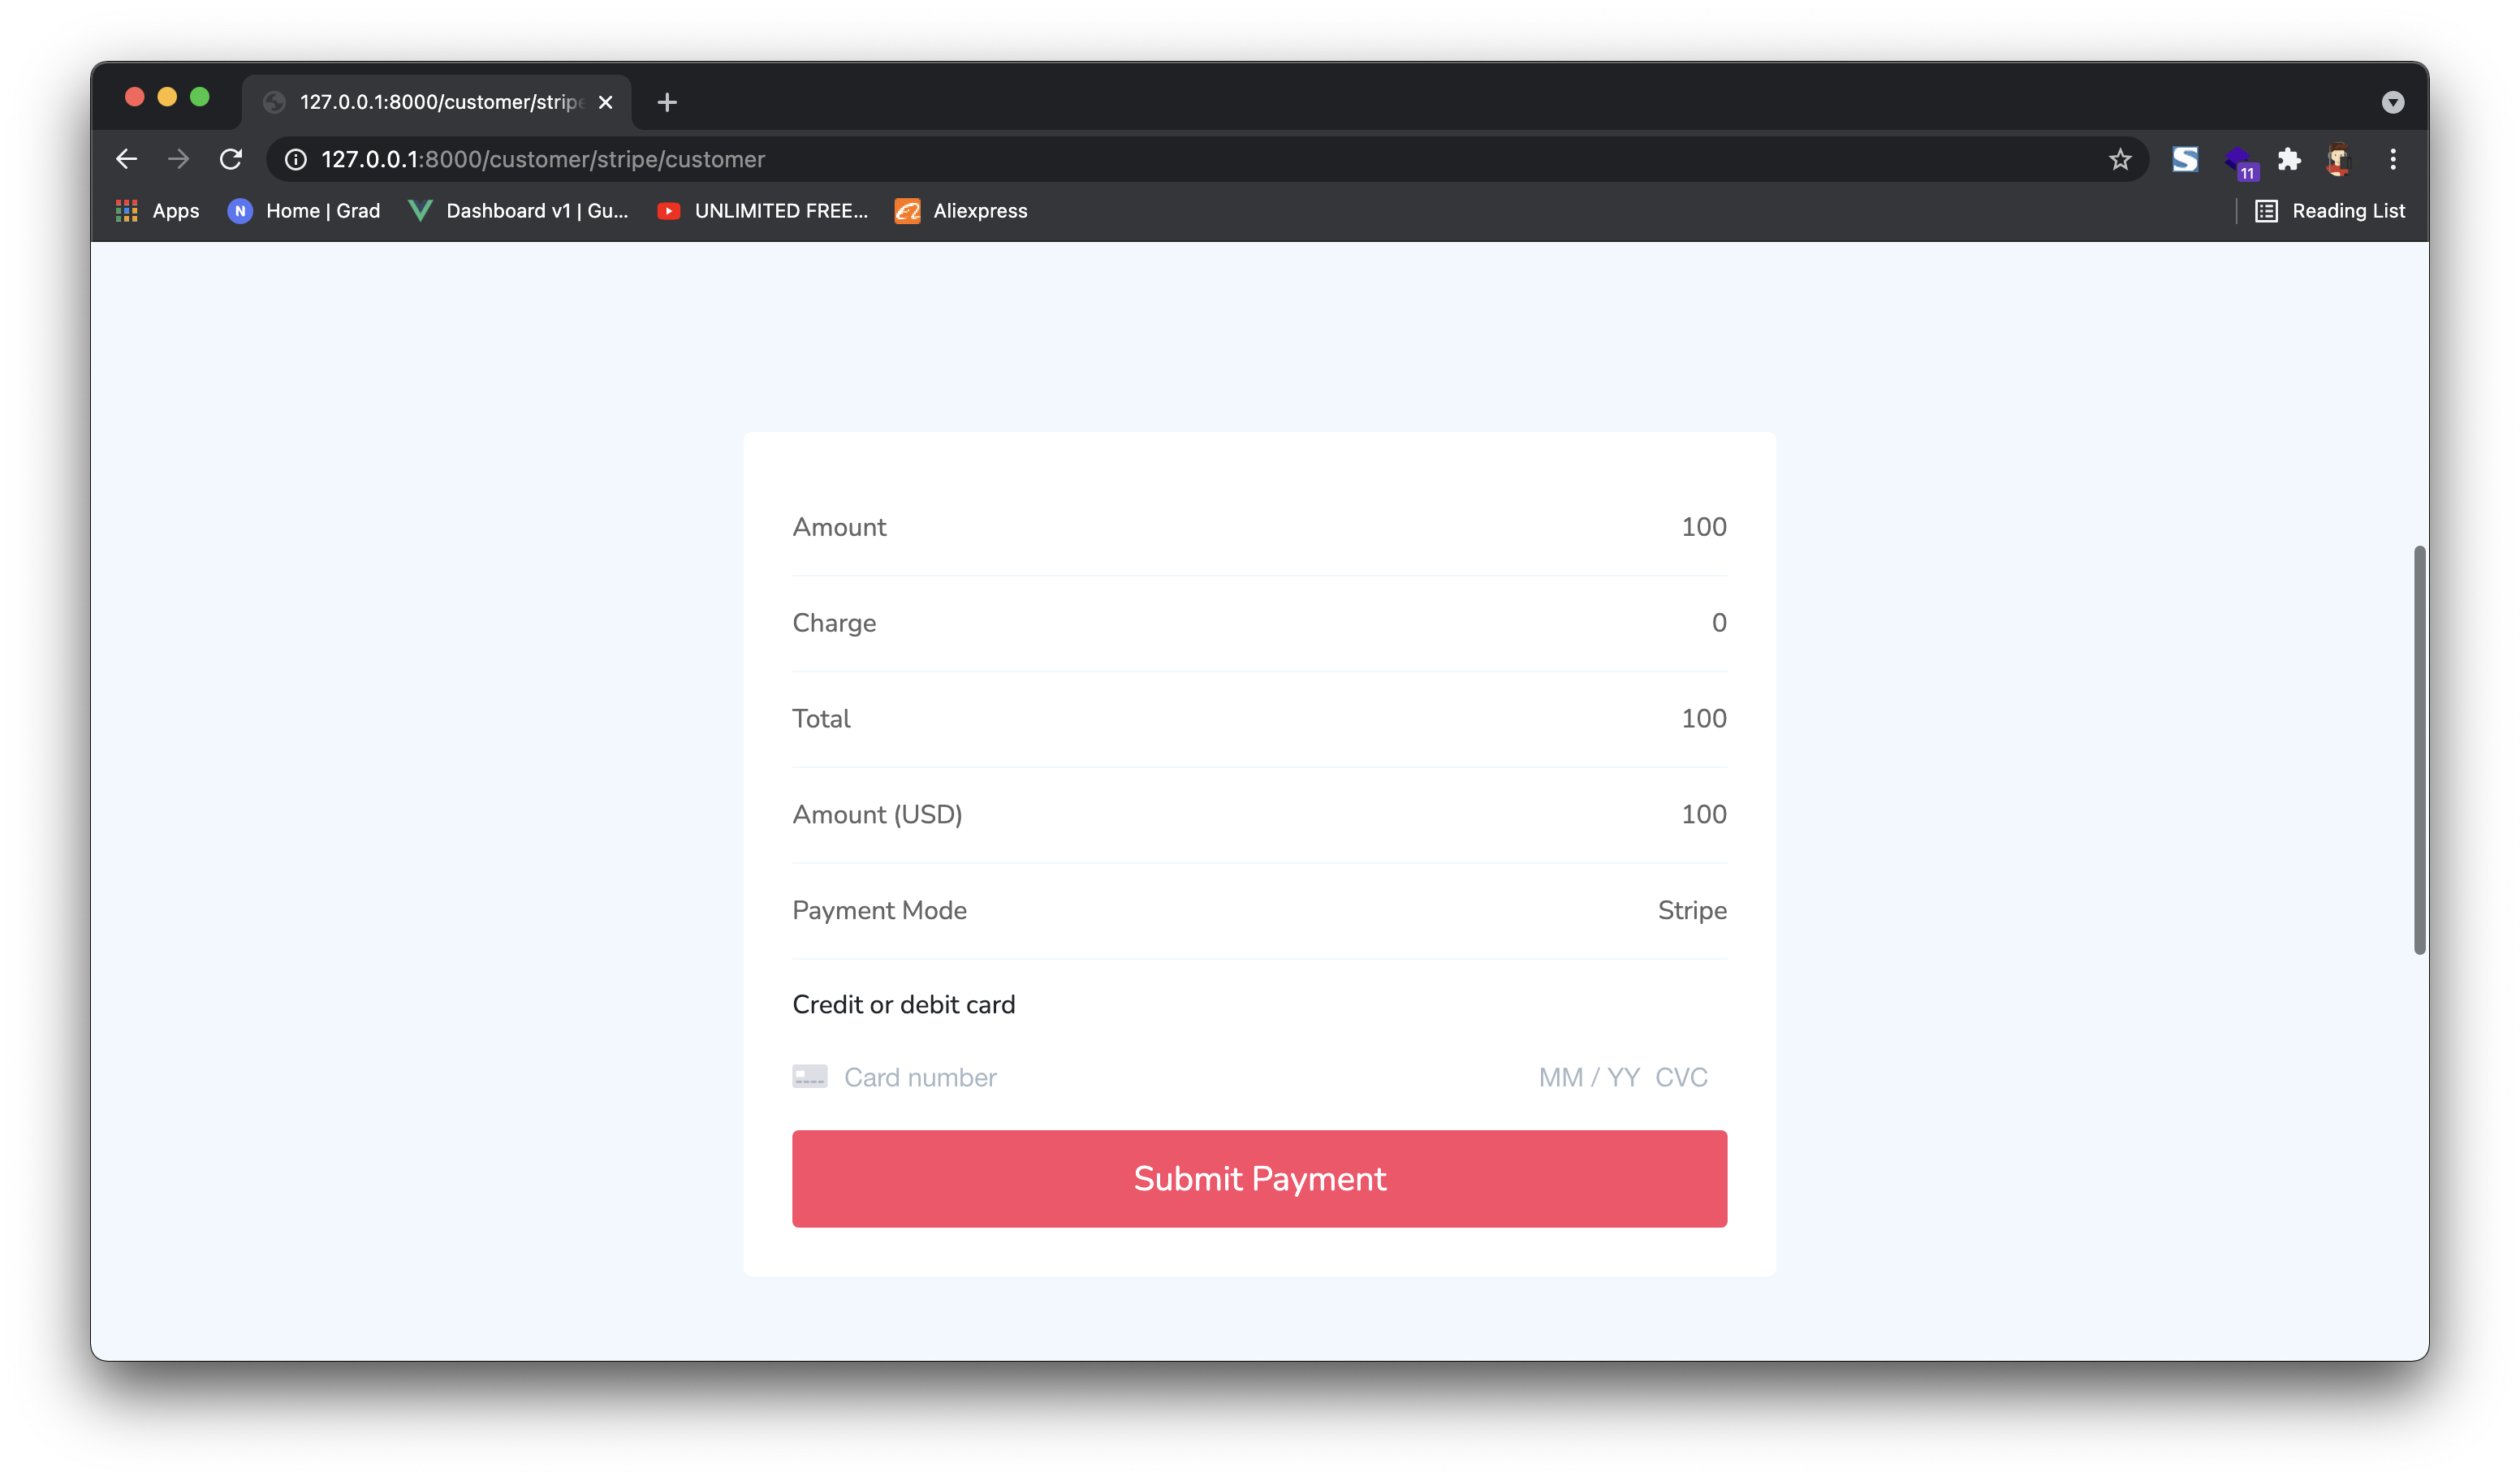 127.0.0.1:8000/customer/stripe
127.0.0.1:8000/customer/stripe/customer
11
Apps
N
Home | Grad
Dashboard v1 | Gu...
UNLIMITED FREE...
Aliexpress
Reading List
Amount 100
Charge 0
Total 100
Amount (USD) 100
Payment Mode Stripe
Credit or debit card
Card number MM / YY CVC
Submit Payment